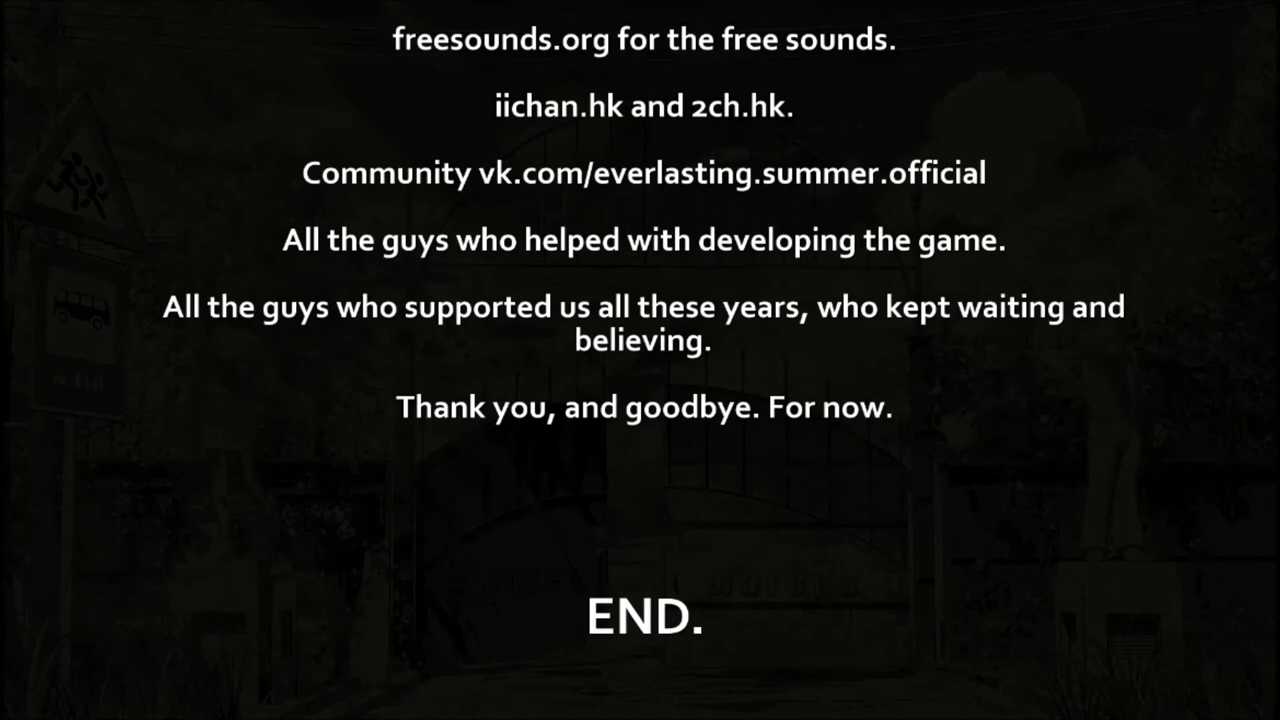 freesounds.org for the free sounds.
iichan.hk and 2ch.hk.
Community vk.com/everlasting.summer.official
All the guys who helped with developing the game.
All the guys who supported us all these years, who kept waiting and
believing.
Thank you, and goodbye. For now.
END.